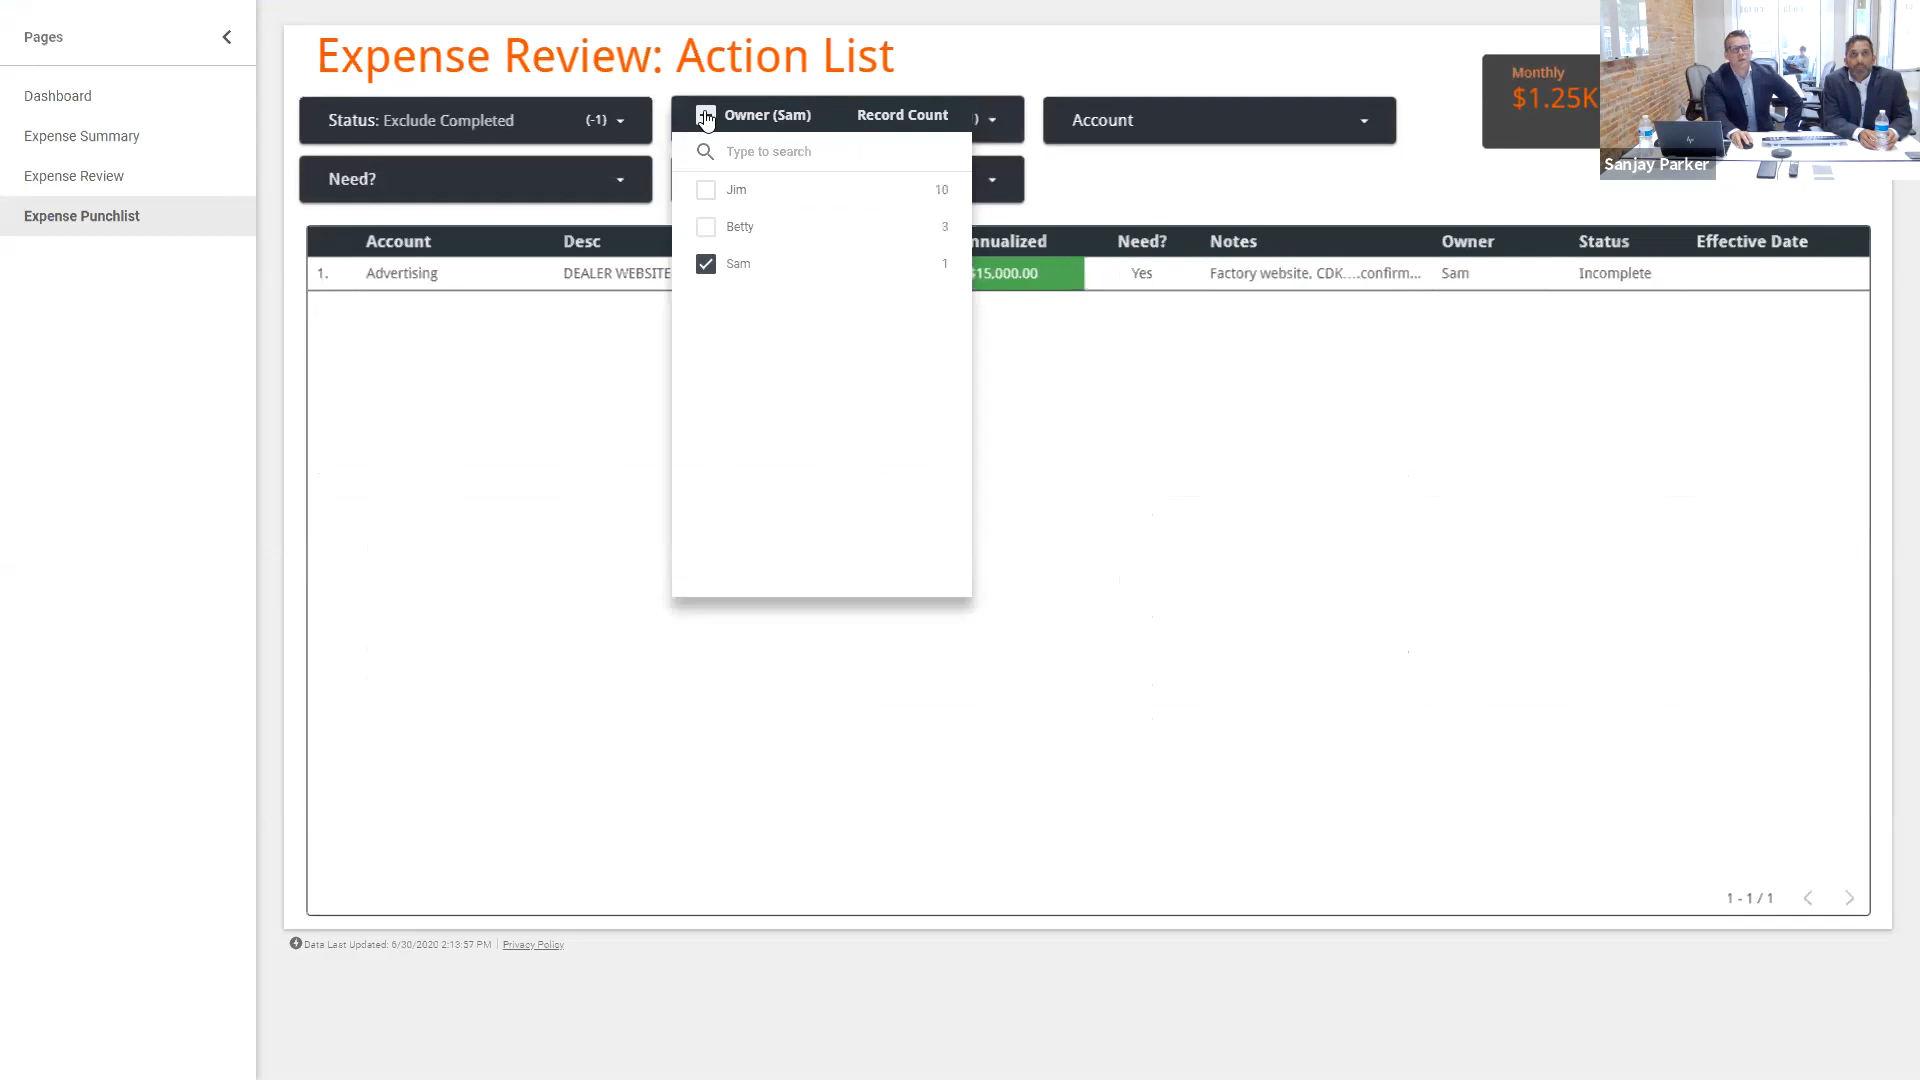 Pages
Dashboard
Expense Summary
Expense Review
Expense Punchlist
Expense Review: Action List
Status: Exclude Completed (-1)
Owner (Sam) Record Count )
Account
Monthly
$1.25K
Sanjay Parker
Need?
Type to search
Jim 10
Betty 3
Sam 1
Account Desc nnualized Need? Notes Owner Status Effective Date
1. Advertising DEALER WEBSITE $15,000.00 Yes Factory website, CDK....confirm... Sam Incomplete
1 - 1 / 1
Data Last Updated: 6/30/2020 2:13:57 PM | Privacy Policy